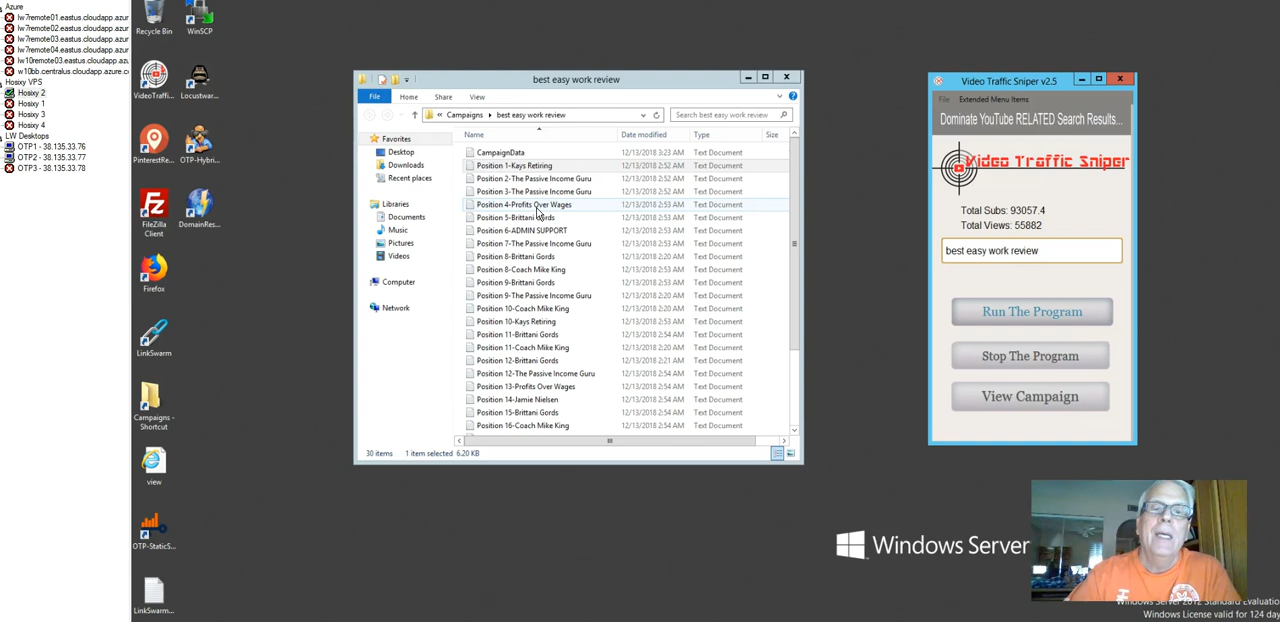 Azure
lw7remote01.eastus.cloudapp.azur
lw7remote02.eastus.cloudapp.azur
lw7remote03.eastus.cloudapp.azur
lw7remote04.eastus.cloudapp.azur
lw10remote03.eastus.cloudapp.azu
w10bb.centralus.cloudapp.azure.c
Hosixy VPS
Hosixy 2
Hosixy 1
Hosixy 3
Hosixy 4
LW Desktops
OTP1 - 38.135.33.76
OTP2 - 38.135.33.77
OTP3 - 38.135.33.78
Recycle Bin
WinSCP
VideoTraffi...
Locustwar...
PinterestRe...
OTP-Hybri...
FileZilla
Client
DomainRes...
Firefox
LinkSwarm
Campaigns -
Shortcut
view
OTP-StaticS...
LinkSwarm...
best easy work review
File
Home
Share
View
« Campaigns ▸ best easy work review
Search best easy work review
Favorites
Desktop
Downloads
Recent places
Libraries
Documents
Music
Pictures
Videos
Computer
Network
Name Date modified Type Size
CampaignData 12/13/2018 3:23 AM Text Document
Position 1-Kays Retiring 12/13/2018 2:52 AM Text Document
Position 2-The Passive Income Guru 12/13/2018 2:52 AM Text Document
Position 3-The Passive Income Guru 12/13/2018 2:52 AM Text Document
Position 4-Profits Over Wages 12/13/2018 2:53 AM Text Document
Position 5-Brittani Gords 12/13/2018 2:53 AM Text Document
Position 6-ADMIN SUPPORT 12/13/2018 2:53 AM Text Document
Position 7-The Passive Income Guru 12/13/2018 2:53 AM Text Document
Position 8-Brittani Gords 12/13/2018 2:20 AM Text Document
Position 8-Coach Mike King 12/13/2018 2:53 AM Text Document
Position 9-Brittani Gords 12/13/2018 2:53 AM Text Document
Position 9-The Passive Income Guru 12/13/2018 2:20 AM Text Document
Position 10-Coach Mike King 12/13/2018 2:20 AM Text Document
Position 10-Kays Retiring 12/13/2018 2:53 AM Text Document
Position 11-Brittani Gords 12/13/2018 2:54 AM Text Document
Position 11-Coach Mike King 12/13/2018 2:20 AM Text Document
Position 12-Brittani Gords 12/13/2018 2:21 AM Text Document
Position 12-The Passive Income Guru 12/13/2018 2:54 AM Text Document
Position 13-Profits Over Wages 12/13/2018 2:54 AM Text Document
Position 14-Jamie Nielsen 12/13/2018 2:54 AM Text Document
Position 15-Brittani Gords 12/13/2018 2:54 AM Text Document
Position 16-Coach Mike King 12/13/2018 2:54 AM Text Document
30 items 1 item selected 6.20 KB
Video Traffic Sniper v2.5
File Extended Menu Items
Dominate YouTube RELATED Search Results...
Video Traffic Sniper
Total Subs: 93057.4
Total Views: 55882
best easy work review
Run The Program
Stop The Program
View Campaign
Windows Server
Windows Server 2012 Standard Evaluatio
Windows License valid for 124 day